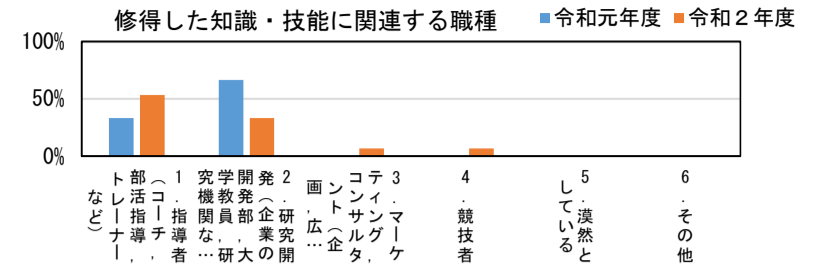 修得した知識・技能に関連する職種
令和元年度
令和２年度
100%
50%
0%
1.指導者
（コーチ,
部活指導,
トレーナー
など）
2.研究開
発（企業の
開発部,大
学教員,研
究機関な…
3.マーケ
ティング,
コンサルタ
ント（企
画,広…
4.競技者
5.漠然と
している
6.その他